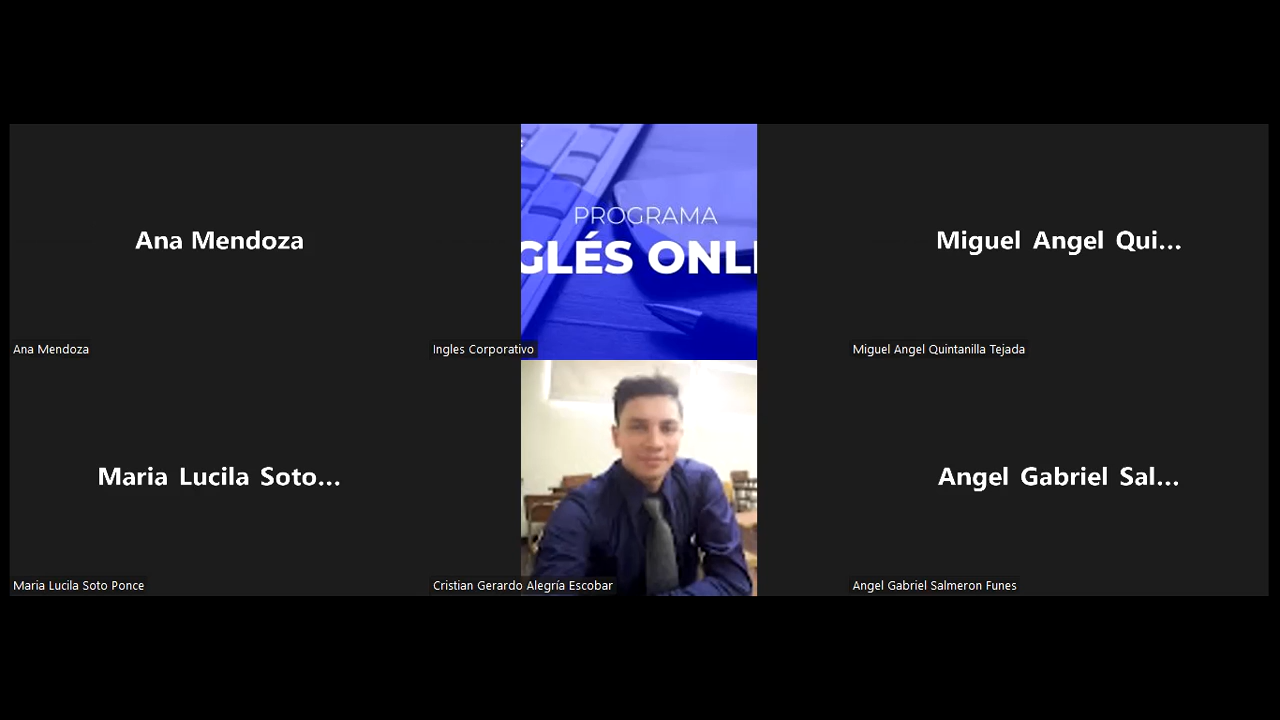 PROGRAMA
GLÉS ONLI
Ana Mendoza
Miguel Angel Qui...
Ana Mendoza
Ingles Corporativo
Miguel Angel Quintanilla Tejada
Maria Lucila Soto...
Angel Gabriel Sal...
Maria Lucila Soto Ponce
Cristian Gerardo Alegría Escobar
Angel Gabriel Salmeron Funes